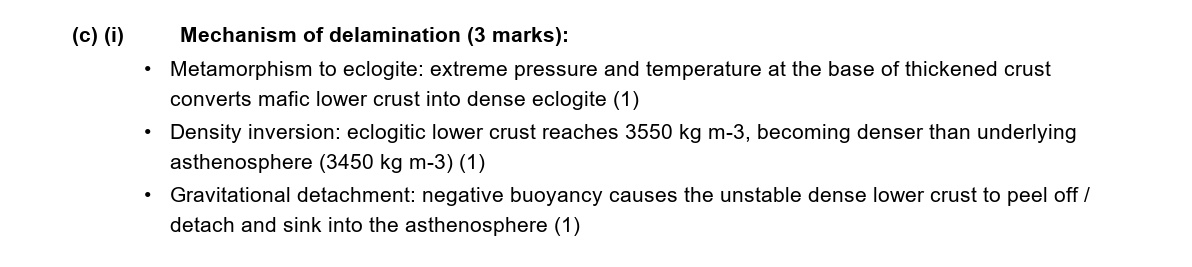 (c) (i) Mechanism of delamination (3 marks):
• Metamorphism to eclogite: extreme pressure and temperature at the base of thickened crust
converts mafic lower crust into dense eclogite (1)
• Density inversion: eclogitic lower crust reaches 3550 kg m-3, becoming denser than underlying
asthenosphere (3450 kg m-3) (1)
• Gravitational detachment: negative buoyancy causes the unstable dense lower crust to peel off /
detach and sink into the asthenosphere (1)